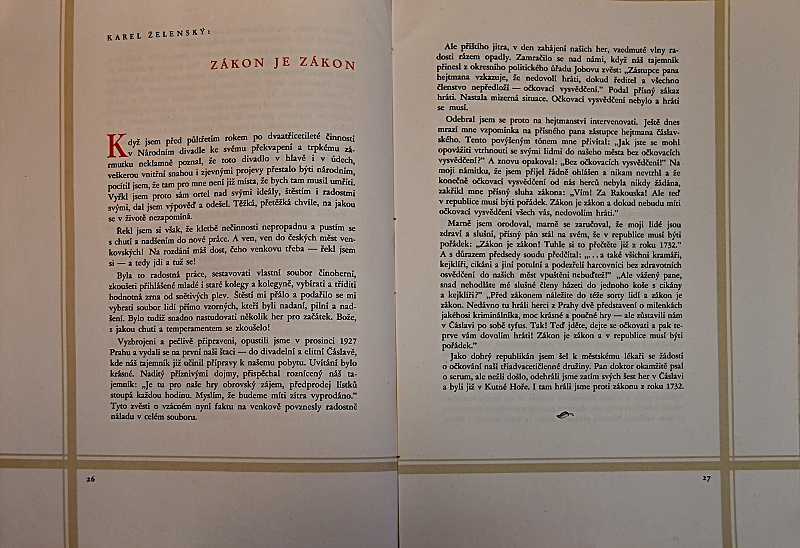 KAREL ŽELENSKÝ:
ZÁKON JE ZÁKON
Když jsem před půltřetím rokem po dvaatřicetileté činnosti
v Národním divadle ke svému překvapení a trpkému zá-
rmutku neklamně poznal, že toto divadlo v hlavě i v údech,
veškerou vnitřní snahou i zjevnými projevy přestalo býti národním,
pocítil jsem, že tam pro mne není již místa, že bych tam musil umříti.
Vyřkl jsem proto sám ortel nad svými ideály, štěstím i radostmi
svými, dal jsem výpověď a odešel. Těžká, přetěžká chvíle, na jakou
se v životě nezapomíná.
Řekl jsem si však, že kletbě nečinnosti nepropadnu a pustím se
s chutí a nadšením do nové práce. A ven, ven do českých měst ven-
kovských! Na rozdání máš dost, čeho venkovu třeba — řekl jsem
si — a tedy jdi a tuž se!
Byla to radostná práce, sestavovati vlastní soubor činoherní,
zkoušeti přihlášené mladé i staré kolegy a kolegyně, vybírati a tříditi
hodnotná zrna od snětivých plev. Štěstí mi přálo a podařilo se mi
vybrati soubor lidí přímo vzorných, kteří byli nadaní, pilní a nad-
šení. Bylo tudíž snadno nastudovati několik her pro začátek. Bože,
s jakou chutí a temperamentem se zkoušelo!
Vyzbrojeni a pečlivě připraveni, opustili jsme v prosinci 1927
Prahu a vydali se na první naši štaci — do divadelní a elitní Čáslavě,
kde náš tajemník již učinil přípravy k našemu pobytu. Uvítání bylo
krásné. Naditý příznivými dojmy, přispěchal roznícený náš ta-
jemník: „Je tu pro naše hry obrovský zájem, předprodej lístků
stoupá každou hodinu. Myslím, že budeme míti zítra vyprodáno.”
Tyto zvěsti o vzácném nyní faktu na venkově povznesly radostně
náladu v celém souboru.
26
Ale příštího jitra, v den zahájení našich her, vzedmuté vlny ra-
dosti rázem opadly. Zamračilo se nad námi, když náš tajemník
přinesl z okresního politického úřadu Jobovu zvěst: „Zástupce pana
hejtmana vzkazuje, že nedovolí hráti, dokud ředitel a všechno
členstvo nepředloží — očkovací vysvědčení.” Podal přísný zákaz
hráti. Nastala mizerná situace. Očkovací vysvědčení nebylo a hráti
se musí.
Odebral jsem se proto na hejtmanství intervenovati. Ještě dnes
mrazí mne vzpomínka na přísného pana zástupce hejtmana čáslav-
ského. Tento povýšeným tónem mne přivítal: „Jak jste se mohl
opovážiti vtrhnouti se svými lidmi do našeho města bez očkovacích
vysvědčení?” A znovu opakoval: „Bez očkovacích vysvědčení!” Na
moji námitku, že jsem přijel řádně ohlášen a nikam nevtrhl a že
konečně očkovací vysvědčení od nás herců nebyla nikdy žádána,
zakřikl mne přísný sluha zákona: „Vím! Za Rakouska! Ale teď
v republice musí býti pořádek. Zákon je zákon a dokud nebudu míti
očkovací vysvědčení všech vás, nedovolím hráti.”
Marně jsem orodoval, marně se zaručoval, že moji lidé jsou
zdraví a slušní, přísný pán stál na svém, že v republice musí býti
pořádek: „Zákon je zákon! Tuhle si to přečtěte již z roku 1732.”
A s důrazem předsedy soudu předčítal: „... a také všichni kramáři,
kejklíři, cikáni a jiní potulní a podezřelí harcovníci bez zdravotních
osvědčení do našich měst vpuštěni nebuďtež!” „Ale vážený pane,
snad nehodláte mé slušné členy házeti do jednoho koše s cikány
a kejklíři?” „Před zákonem náležíte do téže sorty lidí a zákon je
zákon. Nedávno tu hráli herci z Prahy dvě představení o milenkách
jakéhosi kriminálníka, moc krásné a poučné hry — ale zůstavili nám
v Čáslavi po sobě tyfus. Tak! Teď jděte, dejte se očkovati a pak te-
prve vám dovolím hráti! Zákon je zákon a v republice musí býti
pořádek.”
Jako dobrý republikán jsem šel k městskému lékaři se žádostí
o očkování naší třiadvacetičlenné družiny. Pan doktor okamžitě psal
o serum, ale nežli došlo, odehráli jsme zatím svých šest her v Čáslavi
a byli již v Kutné Hoře. I tam hráli jsme proti zákonu z roku 1732.
27